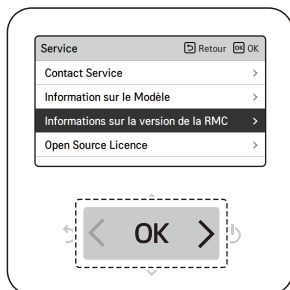 Service Retour OK OK
Contact Service
Information sur le Modèle
Informations sur la version de la RMC
Open Source Licence
OK